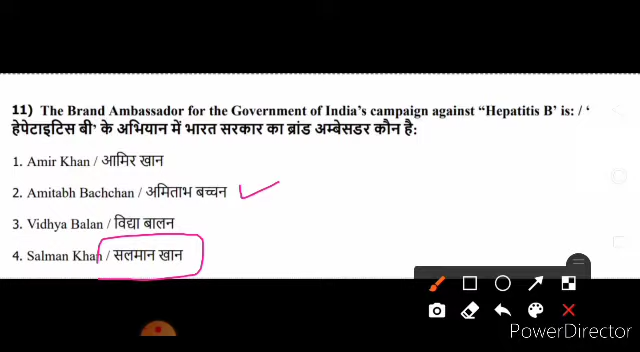 11) The Brand Ambassador for the Government of India's campaign against "Hepatitis B' is: / '
हेपेटाइटिस बी' के अभियान में भारत सरकार का ब्रांड अम्बेसडर कौन है:
1. Amir Khan / आमिर खान
2. Amitabh Bachchan / अमिताभ बच्चन
3. Vidhya Balan / विद्या बालन
4. Salman Khan / सलमान खान
PowerDirector